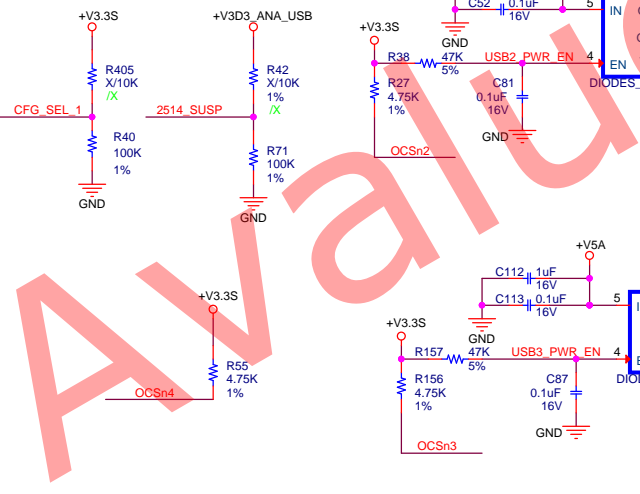 C52 0.1uF 5 IN
16V
GND
+V3.3S
R38 47K USB2_PWR_EN 4 EN
5%
R27
4.75K
1%
C81
0.1uF
16V
GND
DIODES_
OCSn2
+V3.3S
R405
X/10K
/X
CFG_SEL_1
R40
100K
1%
GND
+V3D3_ANA_USB
R42
X/10K
1%
/X
2514_SUSP
R71
100K
1%
GND
+V5A
C112 1uF
16V
C113 0.1uF 5
16V
GND
+V3.3S
R55
4.75K
1%
OCSn4
+V3.3S
R157 47K USB3_PWR_EN 4
5%
R156
4.75K
1%
C87
0.1uF
16V
GND
OCSn3
Avalu